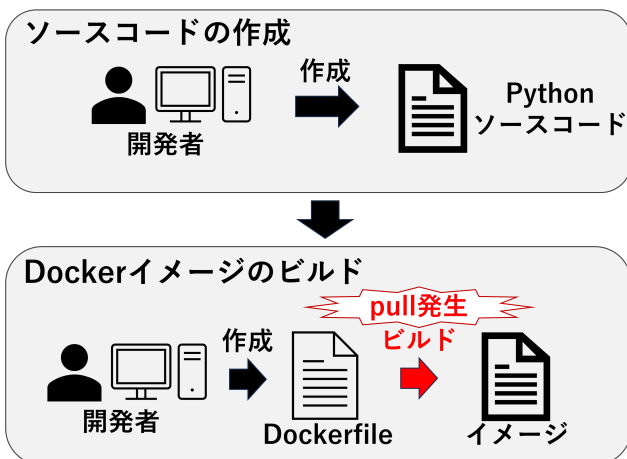 ソースコードの作成
作成
開発者
Python
ソースコード
Dockerイメージのビルド
pull発生
作成
ビルド
開発者
Dockerfile
イメージ